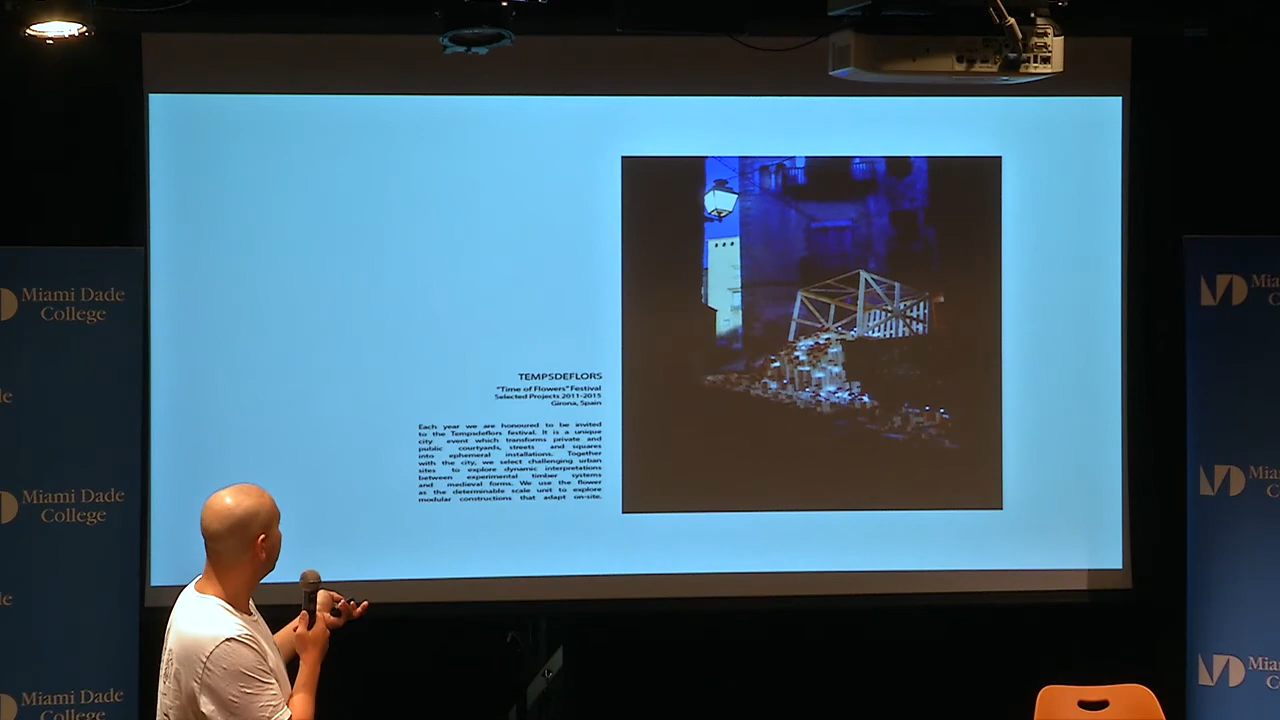 Miami Dade
College
Miami Dade
College
Miami Dade
College
TEMPSDEFLORS
"Time of Flowers" Festival
Selected Projects 2011-2015
Girona, Spain
Each year we are honoured to be invited
to the Tempsdeflors festival. It is a unique
city event which transforms private and
public courtyards, streets and squares
into ephemeral installations. Together
with the city, we select challenging urban
sites to explore dynamic interpretations
between experimental timber systems
and medieval forms. We use the flower
as the determinable scale unit to explore
modular constructions that adapt on-site.